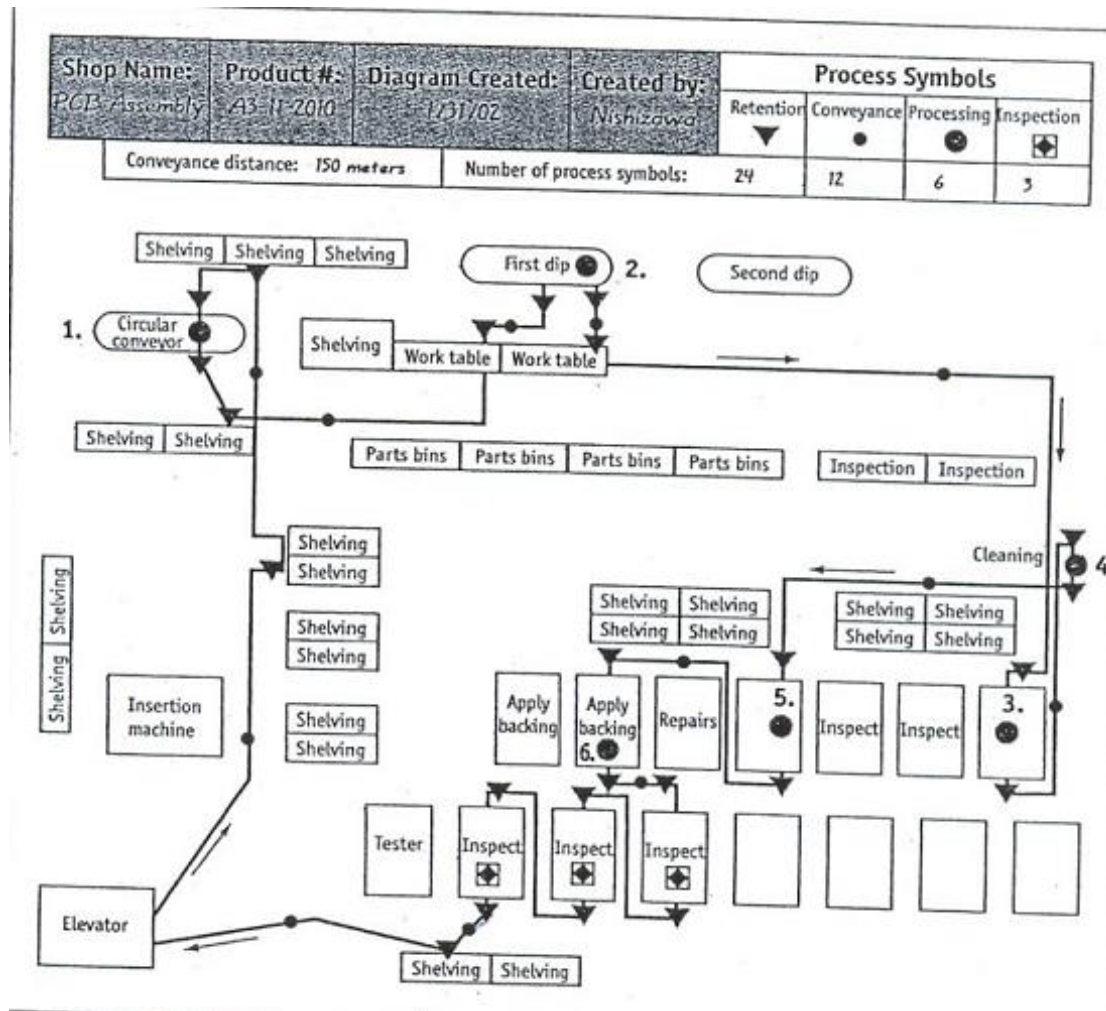 Shop Name: Product #: Diagram Created: Created by: Process Symbols
PCB Assembly A3-11-2010 1/31/02 Nishizawa
Retention Conveyance Processing Inspection
Conveyance distance: 150 meters Number of process symbols: 24 12 6 3
Shelving Shelving Shelving
First dip 2.
Second dip
1. Circular
conveyor
Shelving
Work table Work table
Shelving Shelving
Parts bins Parts bins Parts bins Parts bins
Inspection Inspection
Shelving
Shelving
Cleaning 4
Shelving Shelving
Shelving Shelving
Shelving Shelving
Shelving Shelving
Shelving
Shelving
Shelving
Shelving
Insertion
machine
Shelving
Shelving
Apply
backing
Apply
backing
6.
Repairs
5.
Inspect
Inspect
3.
Tester
Inspect
Inspect
Inspect
Elevator
Shelving Shelving